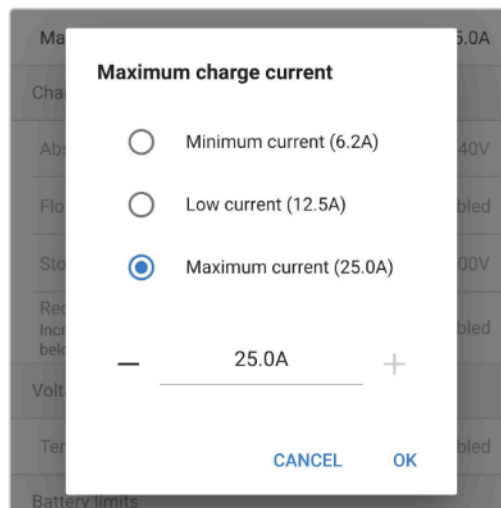 Maximum charge current
Minimum current (6.2A)
Low current (12.5A)
Maximum current (25.0A)
25.0A
CANCEL OK
Battery limits